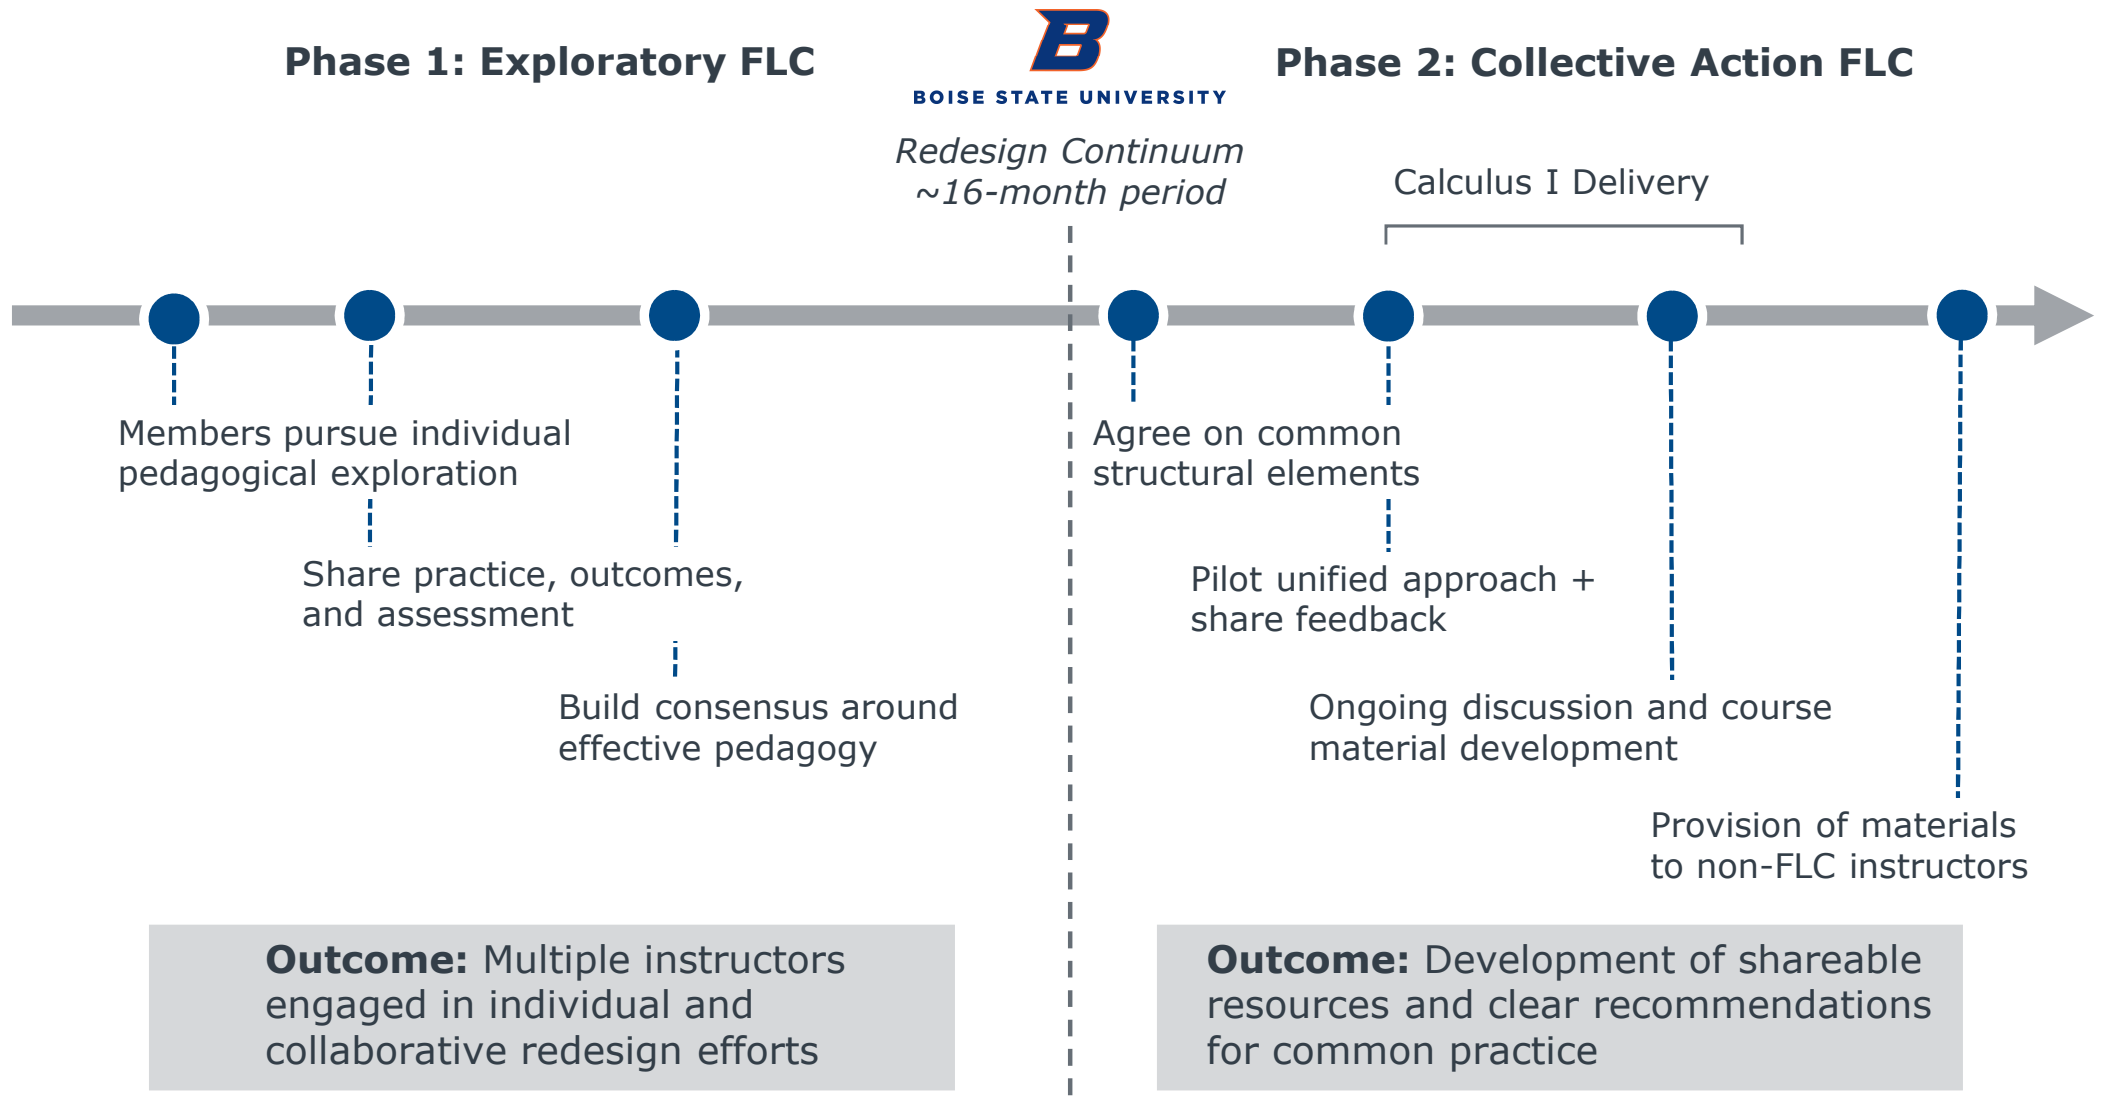 Phase 1: Exploratory FLC
B
BOISE STATE UNIVERSITY
Phase 2: Collective Action FLC
Redesign Continuum
~16-month period
Calculus I Delivery
Members pursue individual
pedagogical exploration
Share practice, outcomes,
and assessment
Build consensus around
effective pedagogy
Agree on common
structural elements
Pilot unified approach +
share feedback
Ongoing discussion and course
material development
Provision of materials
to non-FLC instructors
Outcome: Multiple instructors
engaged in individual and
collaborative redesign efforts
Outcome: Development of shareable
resources and clear recommendations
for common practice